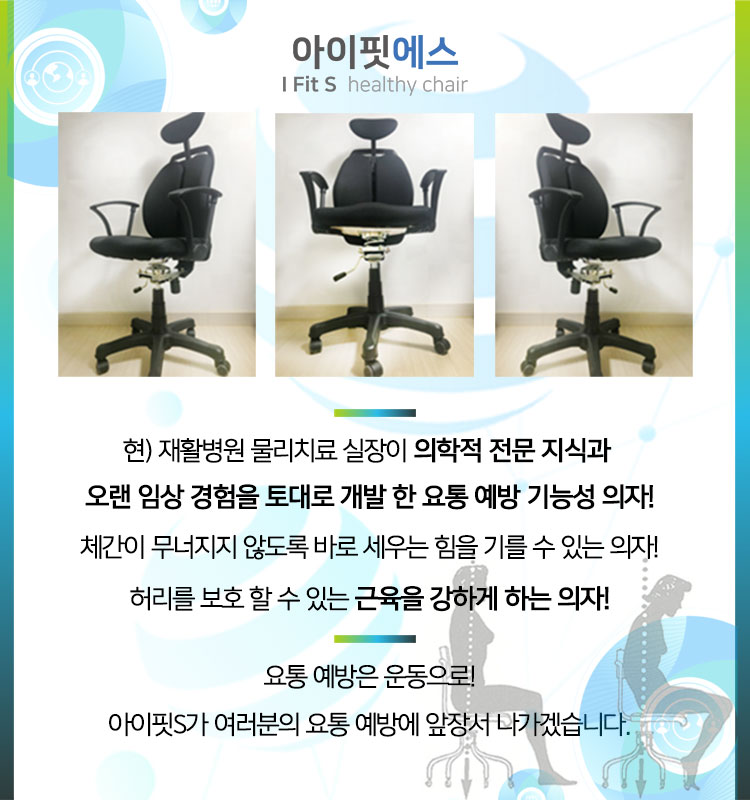 아이핏에스
I Fit S healthy chair
현) 재활병원 물리치료 실장이 의학적 전문 지식과
오랜 임상 경험을 토대로 개발 한 요통 예방 기능성 의자!
체간이 무너지지 않도록 바로 세우는 힘을 기를 수 있는 의자!
허리를 보호 할 수 있는 근육을 강하게 하는 의자!
요통 예방은 운동으로!
아이핏S가 여러분의 요통 예방에 앞장서 나가겠습니다.